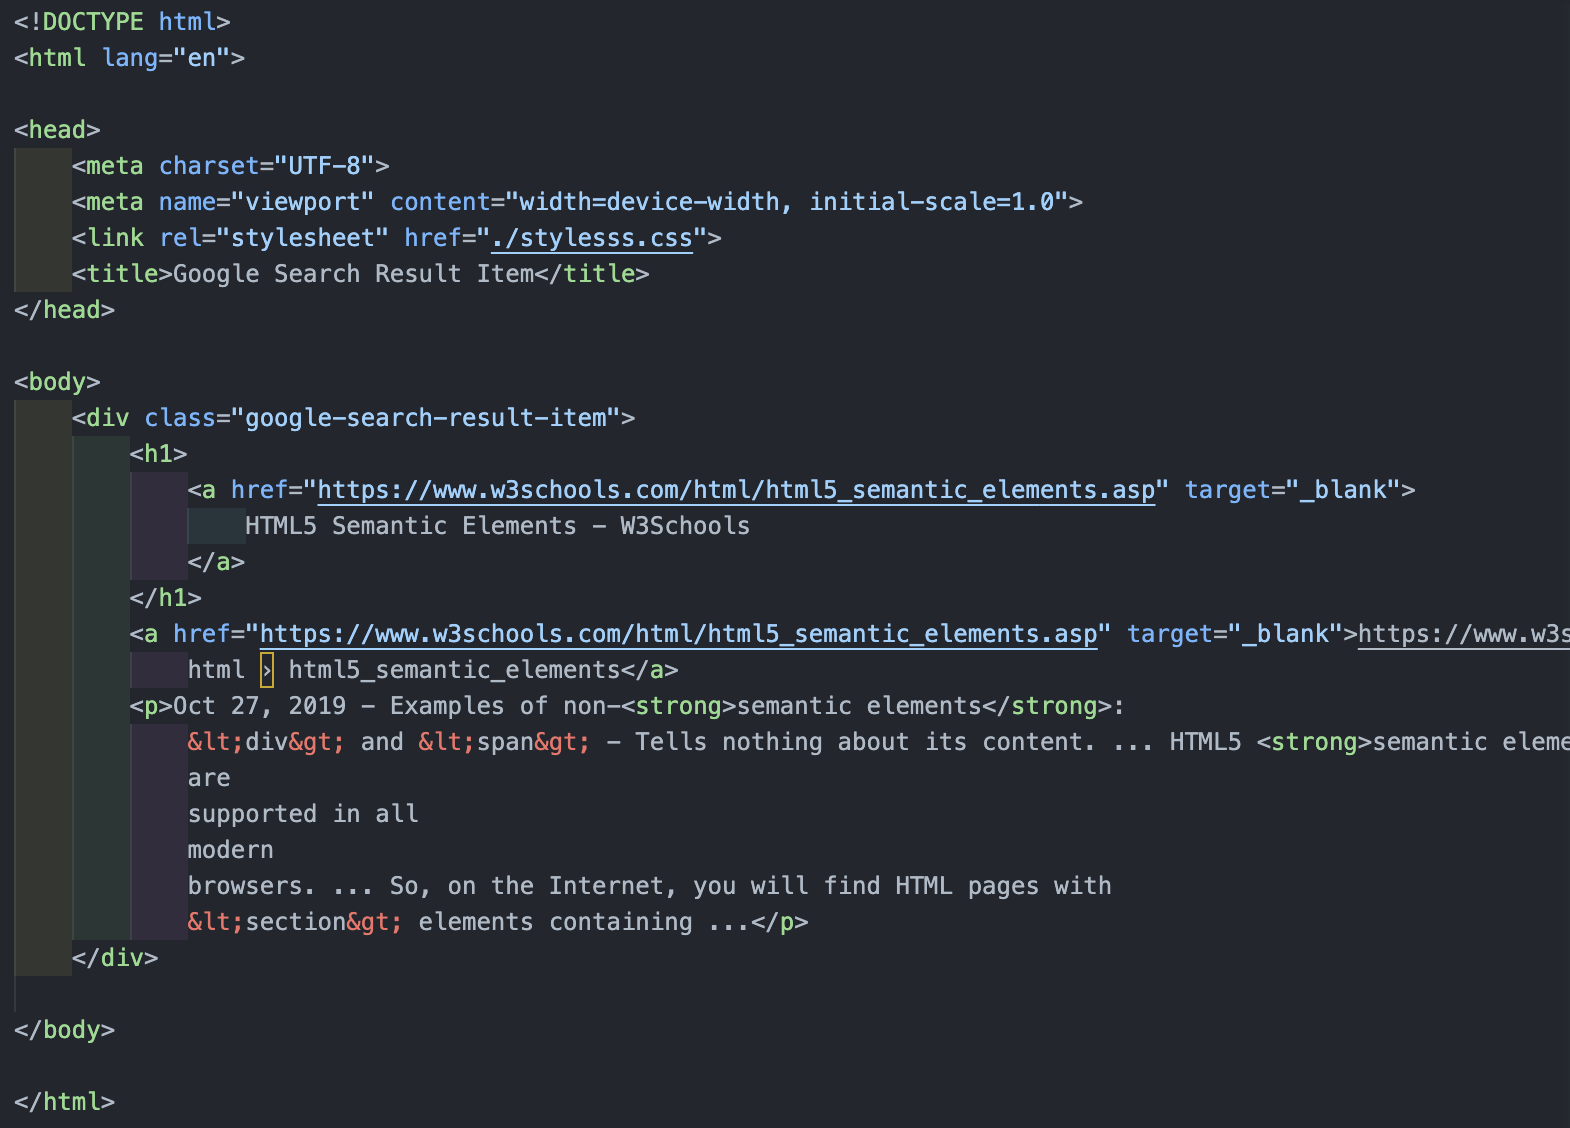 <!DOCTYPE html>
<html lang="en">
<head>
<meta charset="UTF-8">
<meta name="viewport" content="width=device-width, initial-scale=1.0">
<link rel="stylesheet" href="./stylesss.css">
<title>Google Search Result Item</title>
</head>
<body>
<div class="google-search-result-item">
<h1>
<a href="https://www.w3schools.com/html/html5_semantic_elements.asp" target="_blank">
HTML5 Semantic Elements - W3Schools
</a>
</h1>
<a href="https://www.w3schools.com/html/html5_semantic_elements.asp" target="_blank">https://www.w3s
html › html5_semantic_elements</a>
<p>Oct 27, 2019 - Examples of non-<strong>semantic elements</strong>:
&lt;div&gt; and &lt;span&gt; - Tells nothing about its content. ... HTML5 <strong>semantic eleme
are
supported in all
modern
browsers. ... So, on the Internet, you will find HTML pages with
&lt;section&gt; elements containing ...</p>
</div>
</body>
</html>